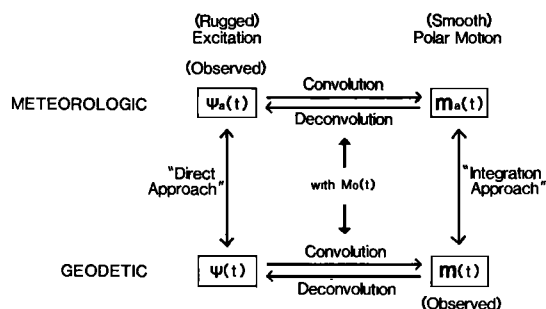 (Rugged)
Excitation
(Smooth)
Polar Motion
(Observed)
METEOROLOGIC
Ψa(t)
Convolution
Deconvolution
ma(t)
"Direct
Approach"
with Mo(t)
"Integration
Approach"
GEODETIC
Ψ(t)
Convolution
Deconvolution
m(t)
(Observed)